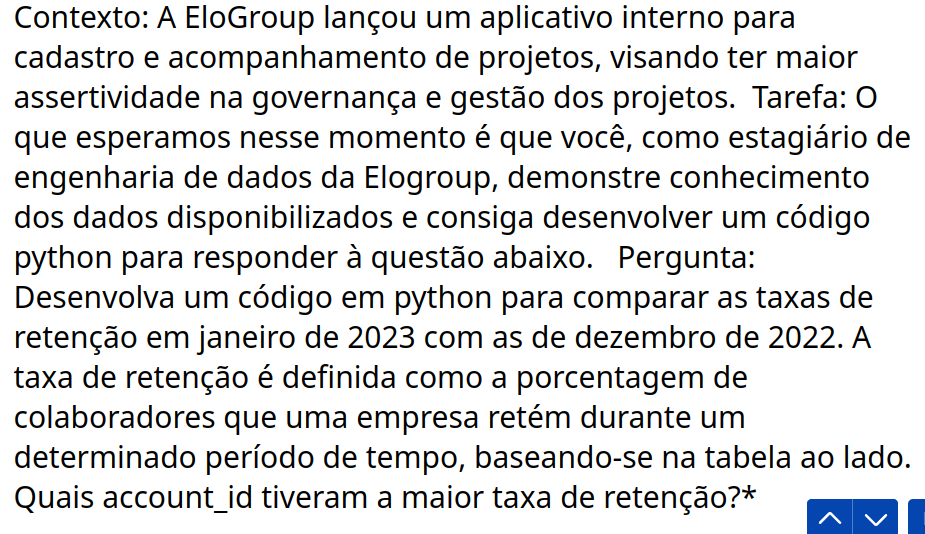 Contexto: A EloGroup lançou um aplicativo interno para
cadastro e acompanhamento de projetos, visando ter maior
assertividade na governança e gestão dos projetos.  Tarefa: O
que esperamos nesse momento é que você, como estagiário de
engenharia de dados da Elogroup, demonstre conhecimento
dos dados disponibilizados e consiga desenvolver um código
python para responder à questão abaixo.   Pergunta:
Desenvolva um código em python para comparar as taxas de
retenção em janeiro de 2023 com as de dezembro de 2022. A
taxa de retenção é definida como a porcentagem de
colaboradores que uma empresa retém durante um
determinado período de tempo, baseando-se na tabela ao lado.
Quais account_id tiveram a maior taxa de retenção?*